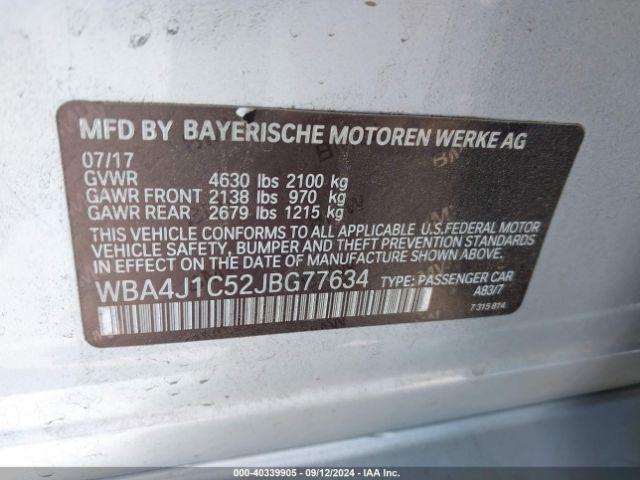 MFD BY BAYERISCHE MOTOREN WERKE AG
07/17
GVWR 4630 lbs 2100 kg
GAWR FRONT 2138 lbs 970 kg
GAWR REAR 2679 lbs 1215 kg
THIS VEHICLE CONFORMS TO ALL APPLICABLE U.S. FEDERAL MOTOR
VEHICLE SAFETY, BUMPER AND THEFT PREVENTION STANDARDS
IN EFFECT ON THE DATE OF MANUFACTURE SHOWN ABOVE.
WBA4J1C52JBG77634 TYPE: PASSENGER CAR
A83/7
7 315 814
000-40339905 - 09/12/2024 - IAA Inc.